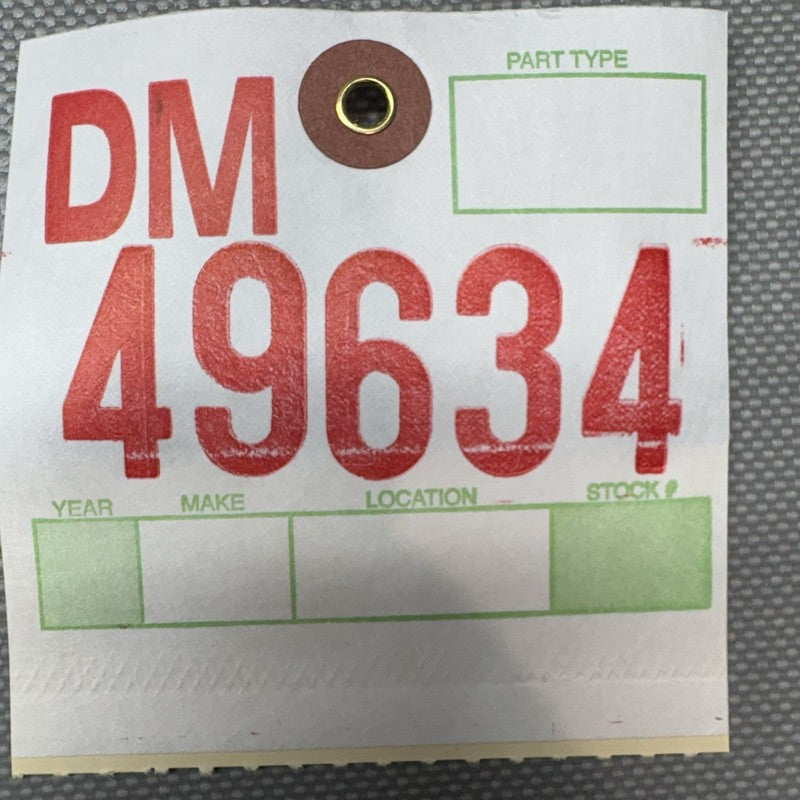 PART TYPE
DM
49634
YEAR MAKE LOCATION STOCK #